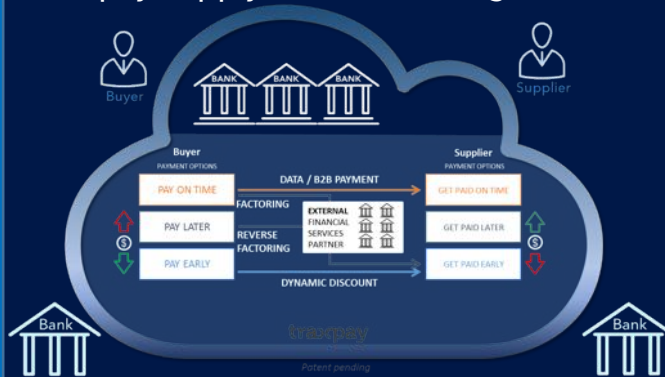 Buyer
Supplier
BANK BANK BANK
Buyer
PAYMENT OPTIONS
Supplier
PAYMENT OPTIONS
PAY ON TIME
DATA / B2B PAYMENT
GET PAID ON TIME
FACTORING
EXTERNAL
FINANCIAL
SERVICES
PARTNER
PAY LATER
GET PAID LATER
REVERSE
FACTORING
PAY EARLY
GET PAID EARLY
DYNAMIC DISCOUNT
Bank
Bank
traxpay
Patent pending